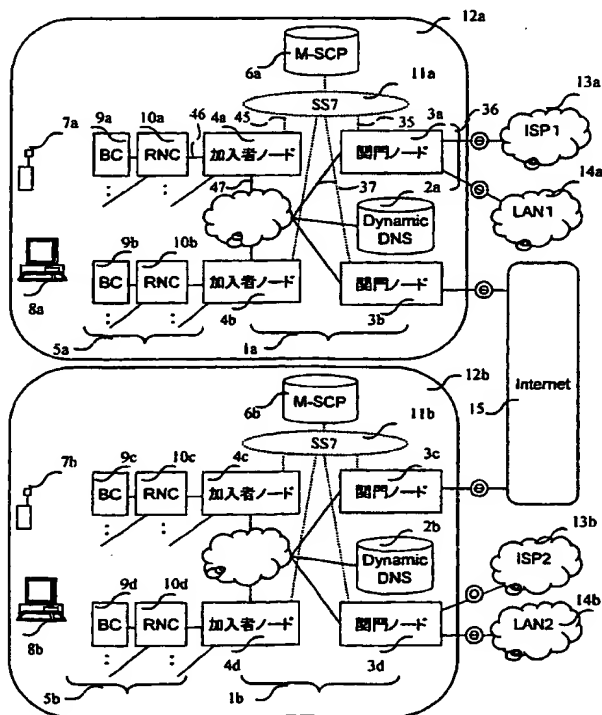 12a
M-SCP
6a
11a
SS7
13a
7a
9a
10a
46
4a
45
35
3a
36
ISP1
BC
RNC
加入者ノード
関門ノード
14a
47
37
2a
LAN1
Dynamic
DNS
9b
10b
BC
RNC
加入者ノード
関門ノード
8a
4b
3b
5a
1a
12b
M-SCP
6b
11b
Internet
15
SS7
7b
9c
10c
4c
3c
BC
RNC
加入者ノード
関門ノード
2b
13b
Dynamic
DNS
ISP2
9d
10d
14b
BC
RNC
加入者ノード
関門ノード
LAN2
8b
4d
3d
5b
1b